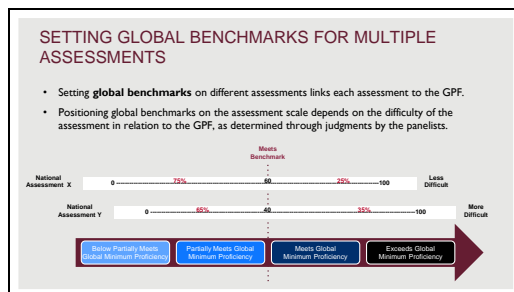 SETTING GLOBAL BENCHMARKS FOR MULTIPLE
ASSESSMENTS
• Setting global benchmarks on different assessments links each assessment to the GPF.
• Positioning global benchmarks on the assessment scale depends on the difficulty of the
assessment in relation to the GPF, as determined through judgments by the panelists.
Meets
Benchmark
National
Assessment X
0 75% 60 25% 100
Less
Difficult
National
Assessment Y
0 65% 40 35% 100
More
Difficult
Below Partially Meets
Global Minimum Proficiency
Partially Meets Global
Minimum Proficiency
Meets Global
Minimum Proficiency
Exceeds Global
Minimum Proficiency